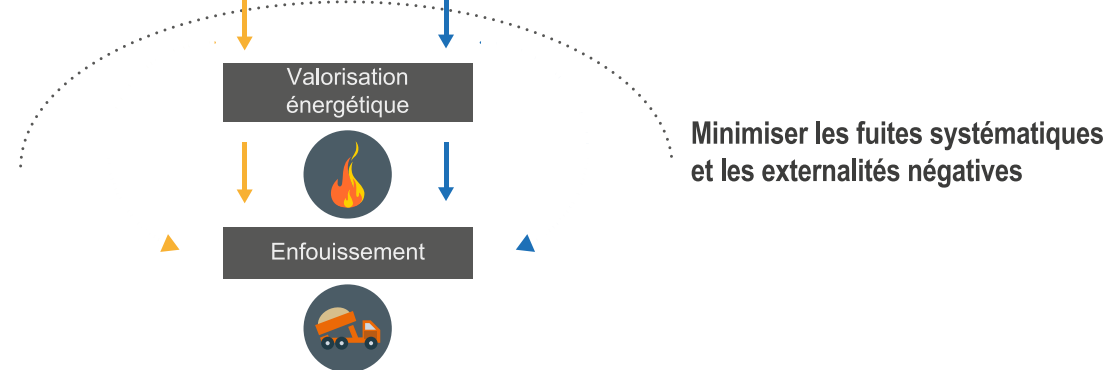 Valorisation
énergétique
Minimiser les fuites systématiques
et les externalités négatives
Enfouissement